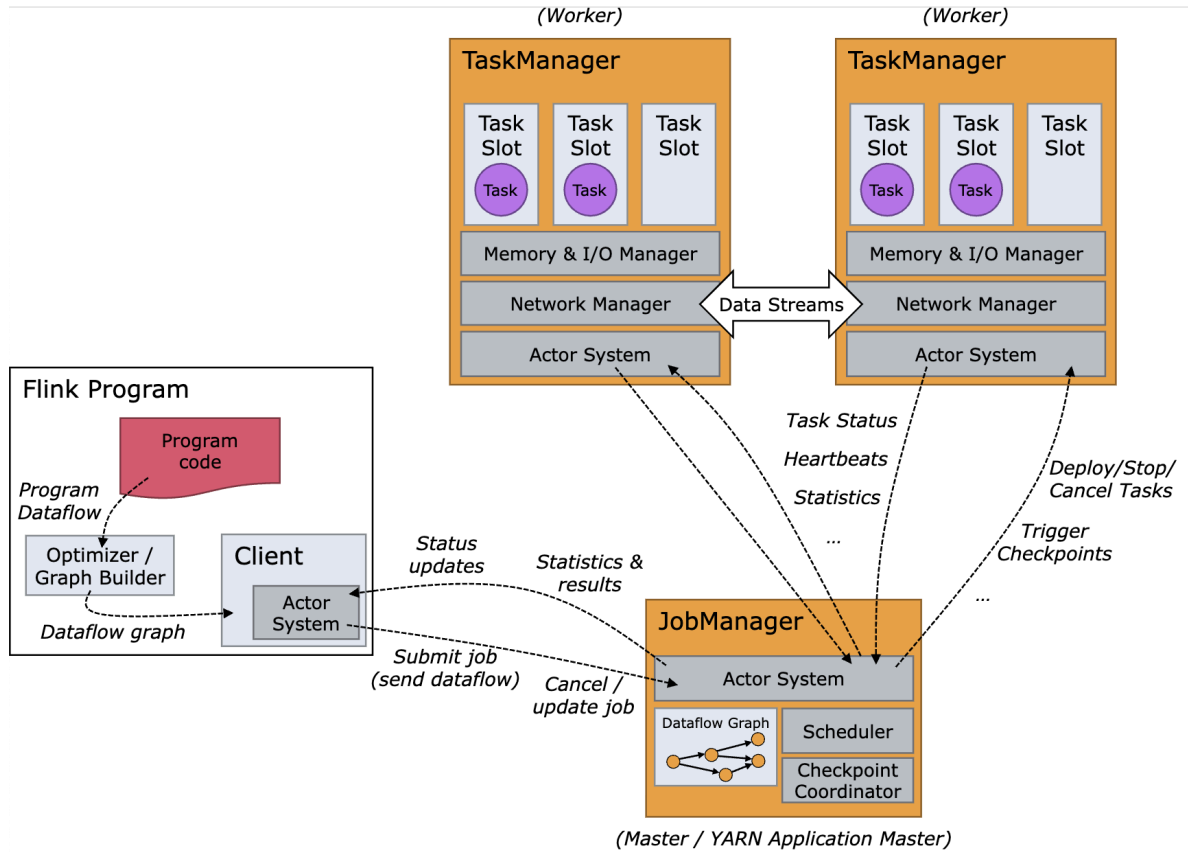 (Worker)
(Worker)
TaskManager
TaskManager
Task
Slot
Task
Slot
Task
Slot
Task
Slot
Task
Slot
Task
Slot
Task
Task
Task
Task
Memory & I/O Manager
Memory & I/O Manager
Network Manager
Data Streams
Network Manager
Actor System
Actor System
Flink Program
Program
code
Program
Dataflow
Optimizer /
Graph Builder
Dataflow graph
Client
Actor
System
Status
updates
Statistics &
results
Submit job
(send dataflow)
Cancel /
update job
Task Status
Heartbeats
Statistics
...
Deploy/Stop/
Cancel Tasks
Trigger
Checkpoints
...
JobManager
Actor System
Dataflow Graph
Scheduler
Checkpoint
Coordinator
(Master / YARN Application Master)